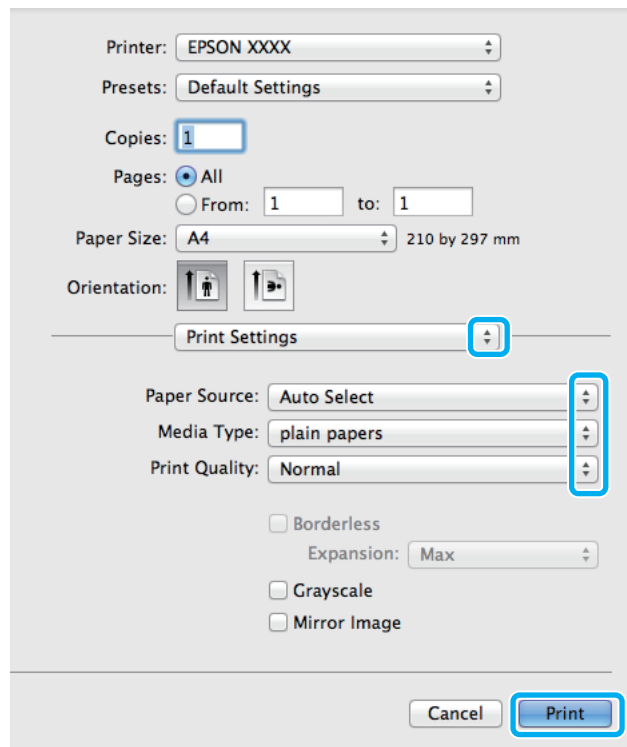 Printer: EPSON XXXX
Presets: Default Settings
Copies: 1
Pages: All
From: 1 to: 1
Paper Size: A4 210 by 297 mm
Orientation:
Print Settings
Paper Source: Auto Select
Media Type: plain papers
Print Quality: Normal
Borderless
Expansion: Max
Grayscale
Mirror Image
Cancel Print